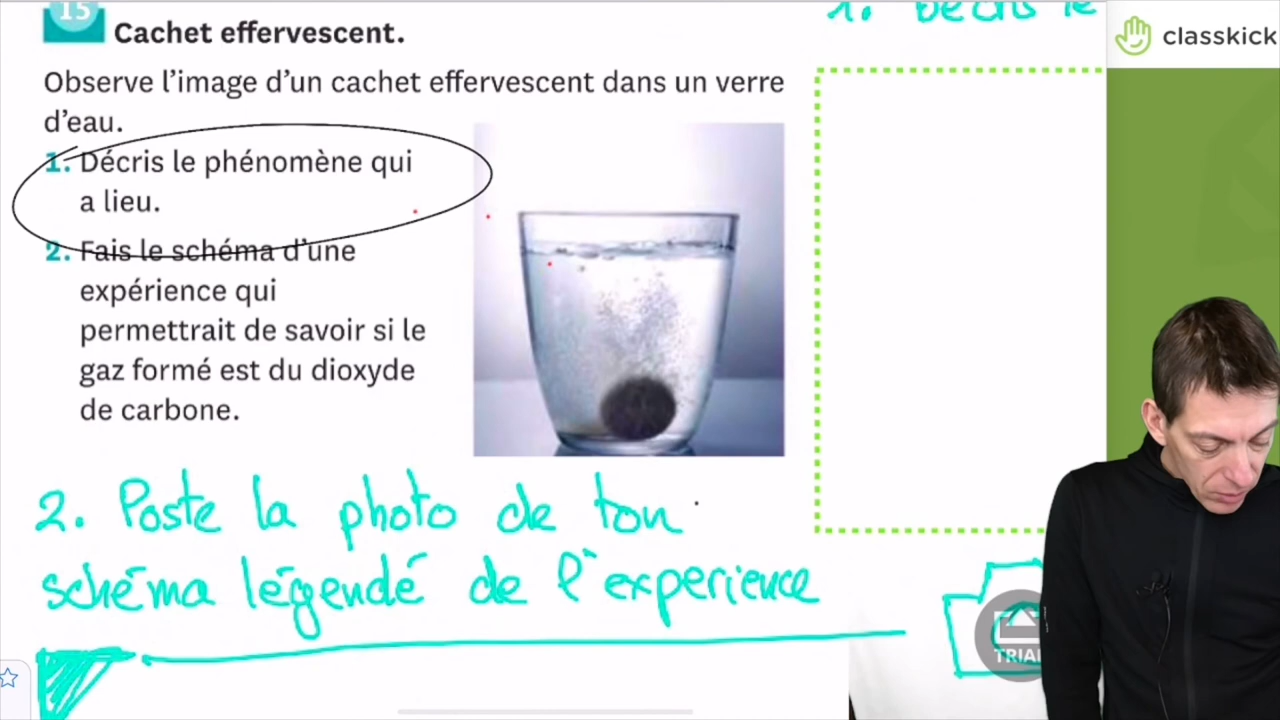 15
Cachet effervescent.
Observe l'image d'un cachet effervescent dans un verre
d'eau.
1. Décris le phénomène qui
a lieu.
2. Fais le schéma d'une
expérience qui
permettrait de savoir si le
gaz formé est du dioxyde
de carbone.
2. Poste la photo de ton
schéma légendé de l'experience
1. Décris le
classkick
TRIAL